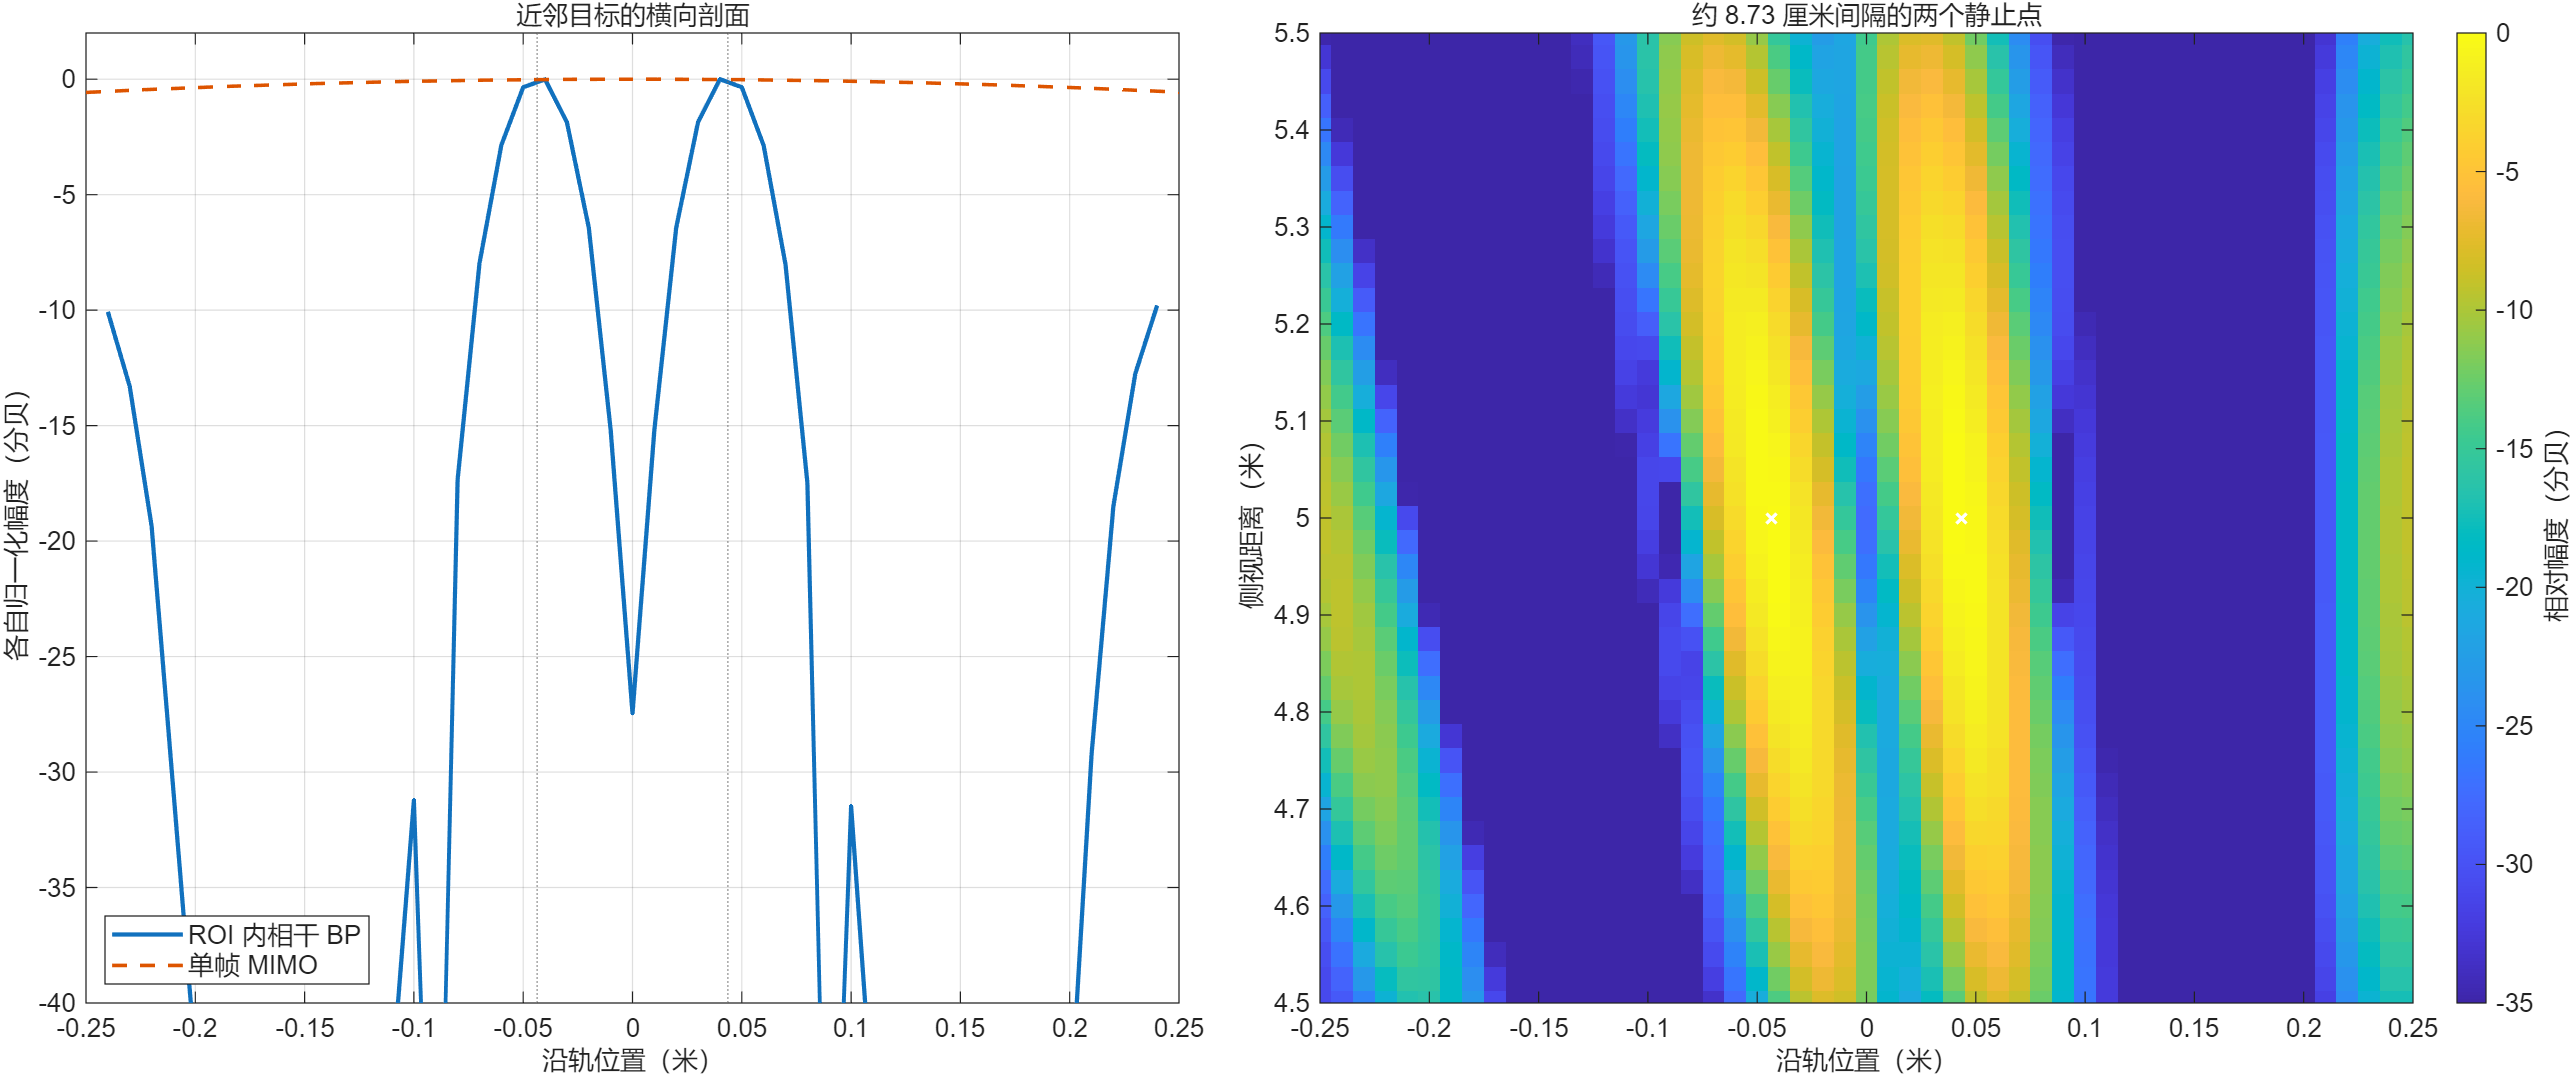 近邻目标的横向剖面
各自归一化幅度（分贝）
0
-5
-10
-15
-20
-25
-30
-35
-40
-0.25 -0.2 -0.15 -0.1 -0.05 0 0.05 0.1 0.15 0.2 0.25
沿轨位置（米）
ROI 内相干 BP
单帧 MIMO
约 8.73 厘米间隔的两个静止点
侧视距离（米）
5.5
5.4
5.3
5.2
5.1
5
4.9
4.8
4.7
4.6
4.5
-0.25 -0.2 -0.15 -0.1 -0.05 0 0.05 0.1 0.15 0.2 0.25
沿轨位置（米）
0
-5
-10
-15
-20
-25
-30
-35
相对幅度（分贝）